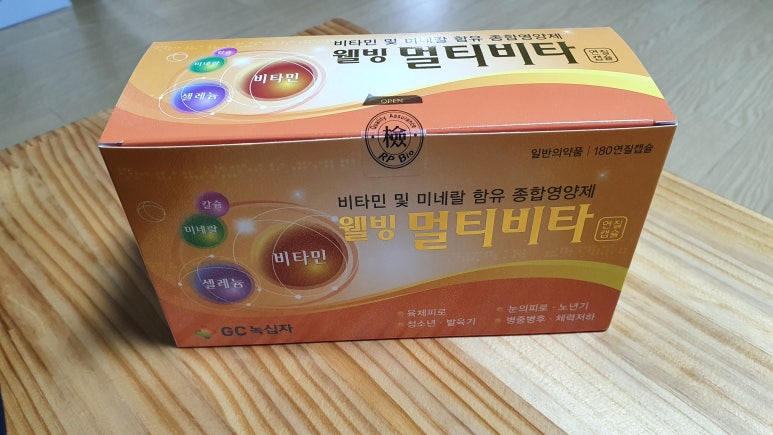 비타민 및 미네랄 함유 종합영양제
웰빙 멀티비타 연질캡슐
칼슘
미네랄
비타민
셀레늄
OPEN
Quality Assurance
檢
RP Bio
일반의약품 | 180연질캡슐
비타민 및 미네랄 함유 종합영양제
웰빙 멀티비타 연질캡슐
칼슘
미네랄
비타민
셀레늄
육체피로
눈의피로 · 노년기
청소년 · 발육기
병중병후 · 체력저하
GC 녹십자